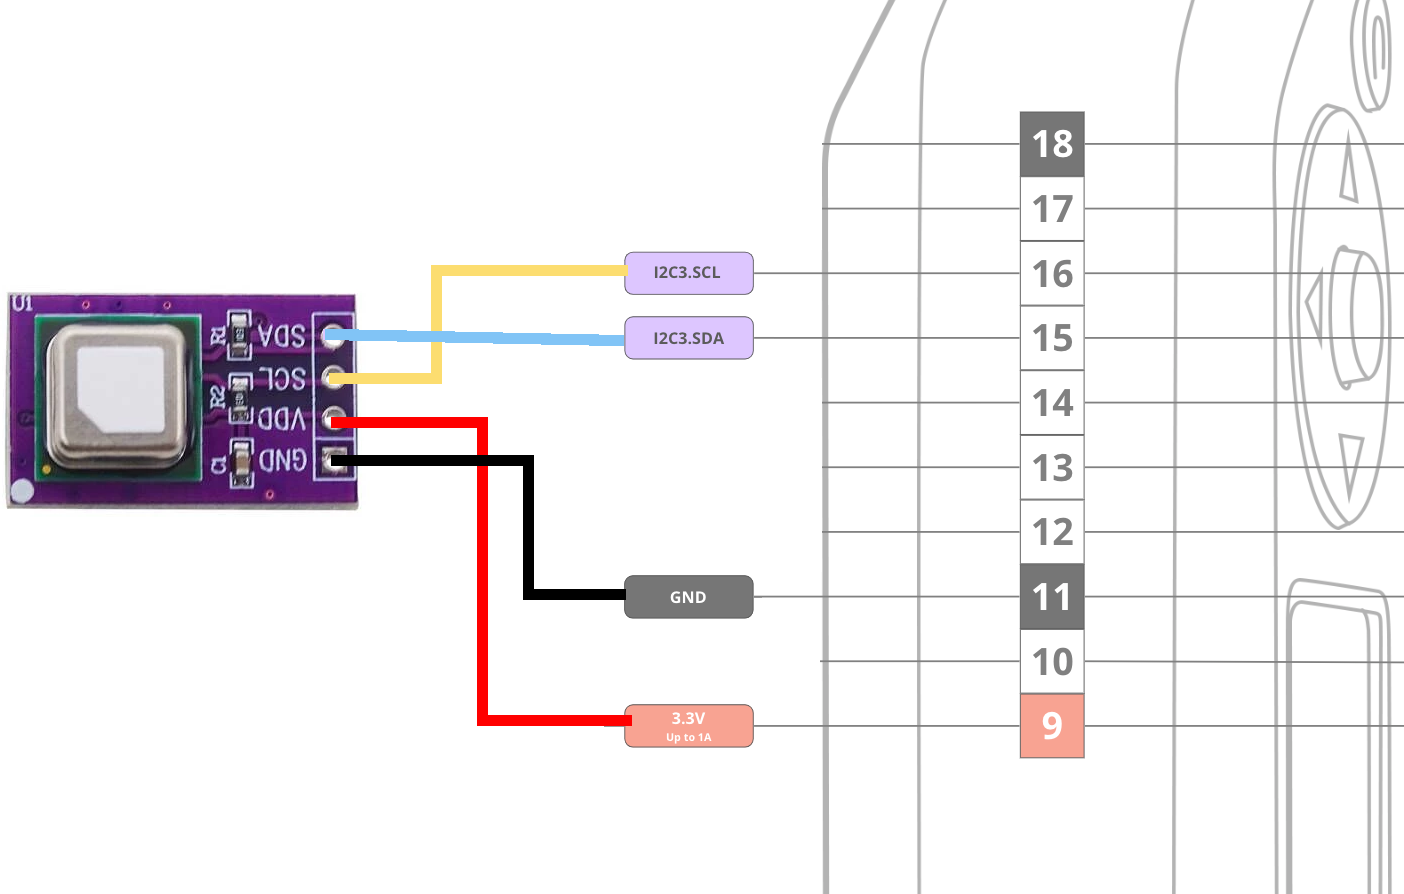 U1
R1
SDA
SCL
R2
VDD
C1
GND
I2C3.SCL
I2C3.SDA
GND
3.3V
Up to 1A
18
17
16
15
14
13
12
11
10
9